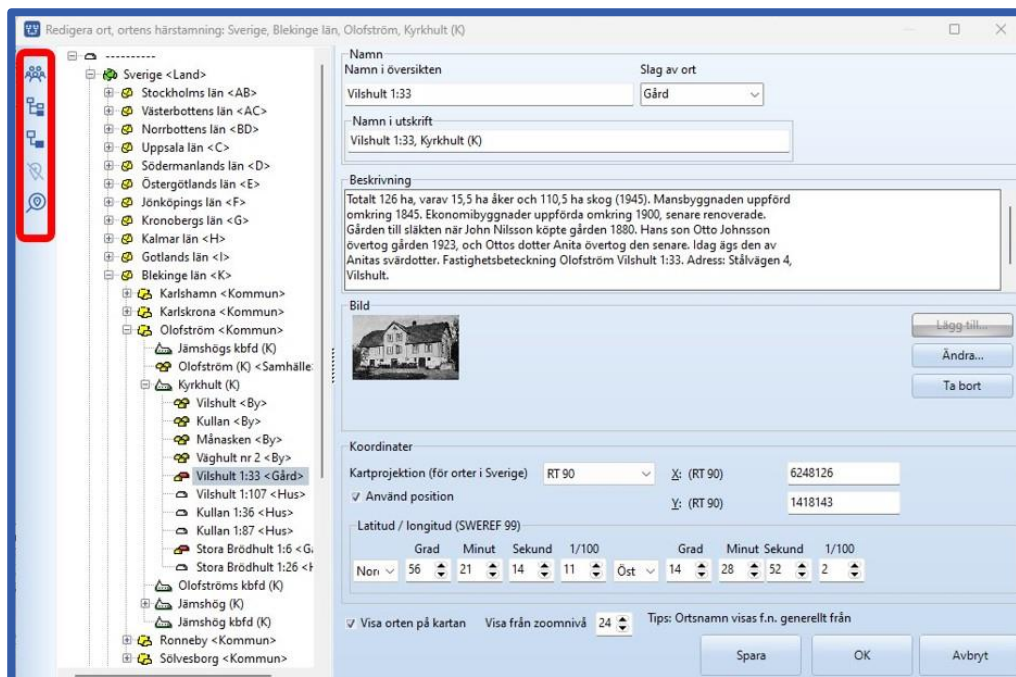 Redigera ort, ortens härstamning: Sverige, Blekinge län, Olofström, Kyrkhult (K)
----------
Sverige <Land>
Stockholms län <AB>
Västerbottens län <AC>
Norrbottens län <BD>
Uppsala län <C>
Södermanlands län <D>
Östergötlands län <E>
Jönköpings län <F>
Kronobergs län <G>
Kalmar län <H>
Gotlands län <I>
Blekinge län <K>
Karlshamn <Kommun>
Karlskrona <Kommun>
Olofström <Kommun>
Jämshögs kbfd (K)
Olofström (K) <Samhälle
Kyrkhult (K)
Vilshult <By>
Kullan <By>
Månasken <By>
Väghult nr 2 <By>
Vilshult 1:33 <Gård>
Vilshult 1:107 <Hus>
Kullan 1:36 <Hus>
Kullan 1:87 <Hus>
Stora Brödhult 1:6 <G
Stora Brödhult 1:26 <H
Olofströms kbfd (K)
Jämshög (K)
Jämshög kbfd (K)
Ronneby <Kommun>
Sölvesborg <Kommun>
Namn
Namn i översikten Slag av ort
Vilshult 1:33 Gård
Namn i utskrift
Vilshult 1:33, Kyrkhult (K)
Beskrivning
Totalt 126 ha, varav 15,5 ha åker och 110,5 ha skog (1945). Mansbyggnaden uppförd
omkring 1845. Ekonomibyggnader uppförda omkring 1900, senare renoverade.
Gården till släkten när John Nilsson köpte gården 1880. Hans son Otto Johnsson
övertog gården 1923, och Ottos dotter Anita övertog den senare. Idag ägs den av
Anitas svärdotter. Fastighetsbeteckning Olofström Vilshult 1:33. Adress: Stålvägen 4,
Vilshult.
Bild
Lägg till...
Ändra...
Ta bort
Koordinater
Kartprojektion (för orter i Sverige) RT 90 X: (RT 90) 6248126
Använd position Y: (RT 90) 1418143
Latitud / longitud (SWEREF 99)
Grad Minut Sekund 1/100 Grad Minut Sekund 1/100
Nor 56 21 14 11 Öst 14 28 52 2
Visa orten på kartan Visa från zoomnivå 24 Tips: Ortsnamn visas f.n. generellt från
Spara OK Avbryt